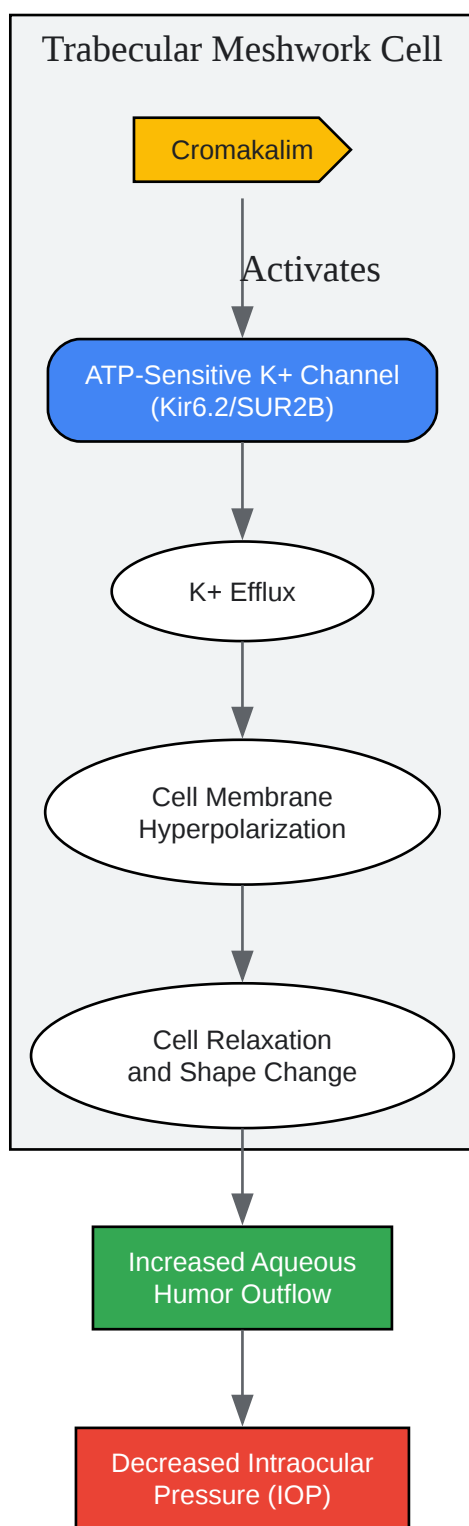 Trabecular Meshwork Cell
Cromakalim
Activates
ATP-Sensitive K+ Channel
(Kir6.2/SUR2B)
K+ Efflux
Cell Membrane
Hyperpolarization
Cell Relaxation
and Shape Change
Increased Aqueous
Humor Outflow
Decreased Intraocular
Pressure (IOP)